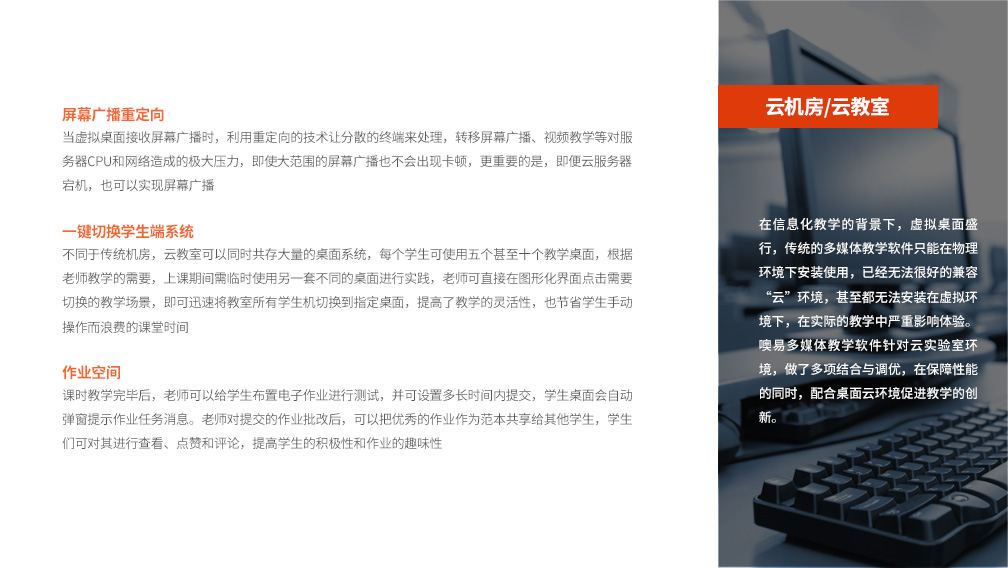 屏幕广播重定向
当虚拟桌面接收屏幕广播时，利用重定向的技术让分散的终端来处理，转移屏幕广播、视频教学等对服
务器CPU和网络造成的极大压力，即使大范围的屏幕广播也不会出现卡顿，更重要的是，即便云服务器
宕机，也可以实现屏幕广播
一键切换学生端系统
不同于传统机房，云教室可以同时共存大量的桌面系统，每个学生可使用五个甚至十个教学桌面，根据
老师教学的需要，上课期间需临时使用另一套不同的桌面进行实践，老师可直接在图形化界面点击需要
切换的教学场景，即可迅速将教室所有学生机切换到指定桌面，提高了教学的灵活性，也节省学生手动
操作而浪费的课堂时间
作业空间
课时教学完毕后，老师可以给学生布置电子作业进行测试，并可设置多长时间内提交，学生桌面会自动
弹窗提示作业任务消息。老师对提交的作业批改后，可以把优秀的作业作为范本共享给其他学生，学生
们可对其进行查看、点赞和评论，提高学生的积极性和作业的趣味性
云机房/云教室
在信息化教学的背景下，虚拟桌面盛
行，传统的多媒体教学软件只能在物理
环境下安装使用，已经无法很好的兼容
“云”环境，甚至都无法安装在虚拟环
境下，在实际的教学中严重影响体验。
噢易多媒体教学软件针对云实验室环
境，做了多项结合与调优，在保障性能
的同时，配合桌面云环境促进教学的创
新。